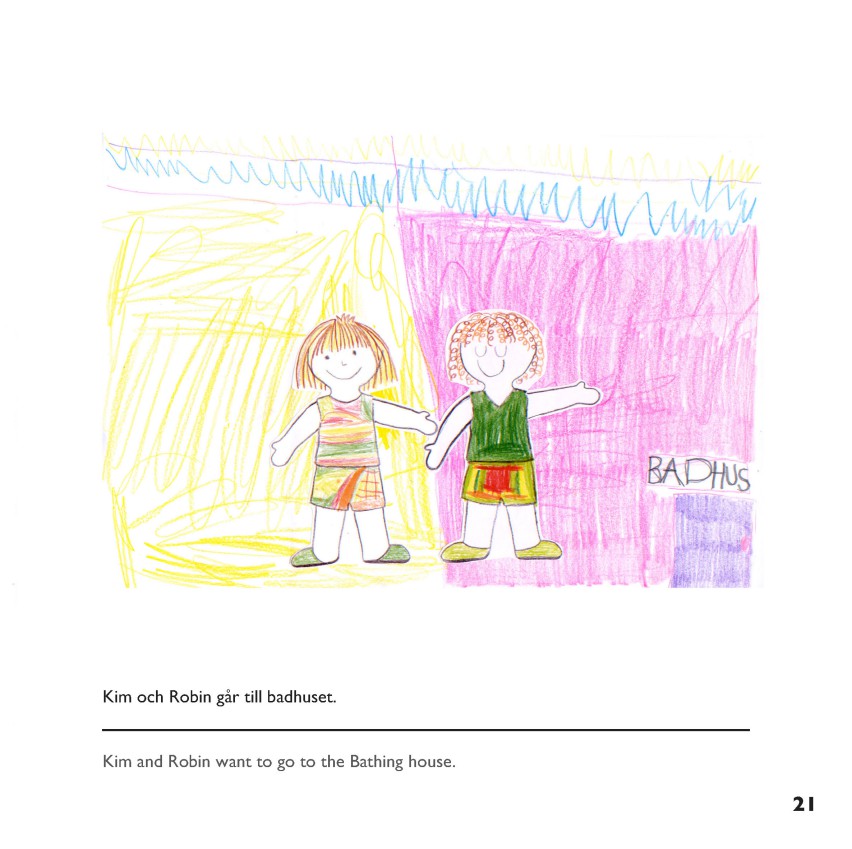 BADHUS
Kim och Robin går till badhuset.
Kim and Robin want to go to the Bathing house.
21